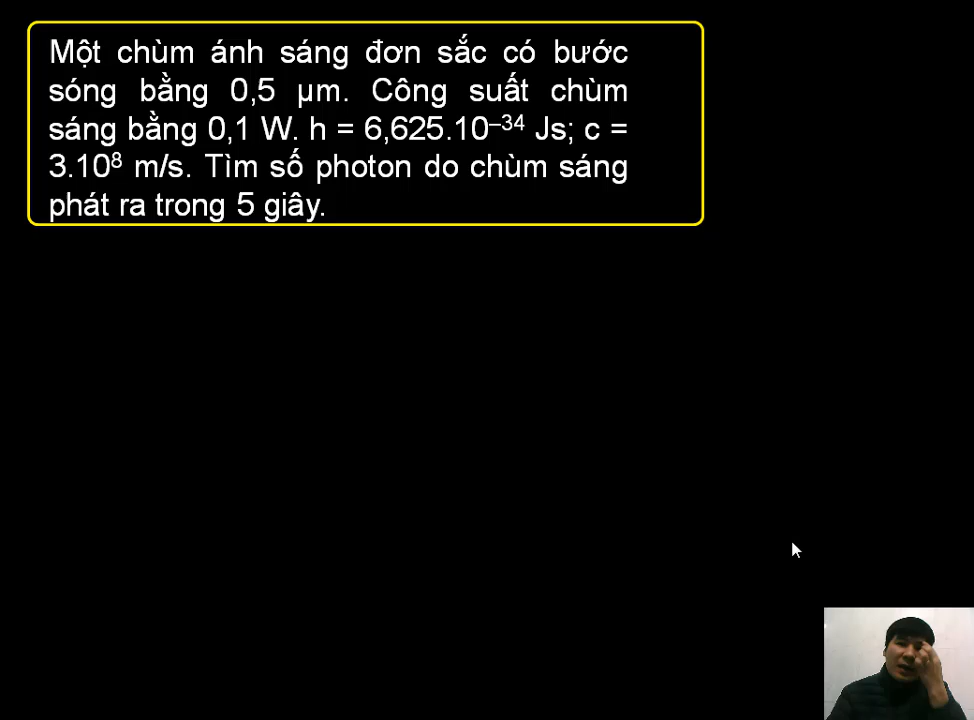 Một chùm ánh sáng đơn sắc có bước
sóng bằng 0,5 μm. Công suất chùm
sáng bằng 0,1 W. h = 6,625.10⁻³⁴ Js; c =
3.10⁸ m/s. Tìm số photon do chùm sáng
phát ra trong 5 giây.